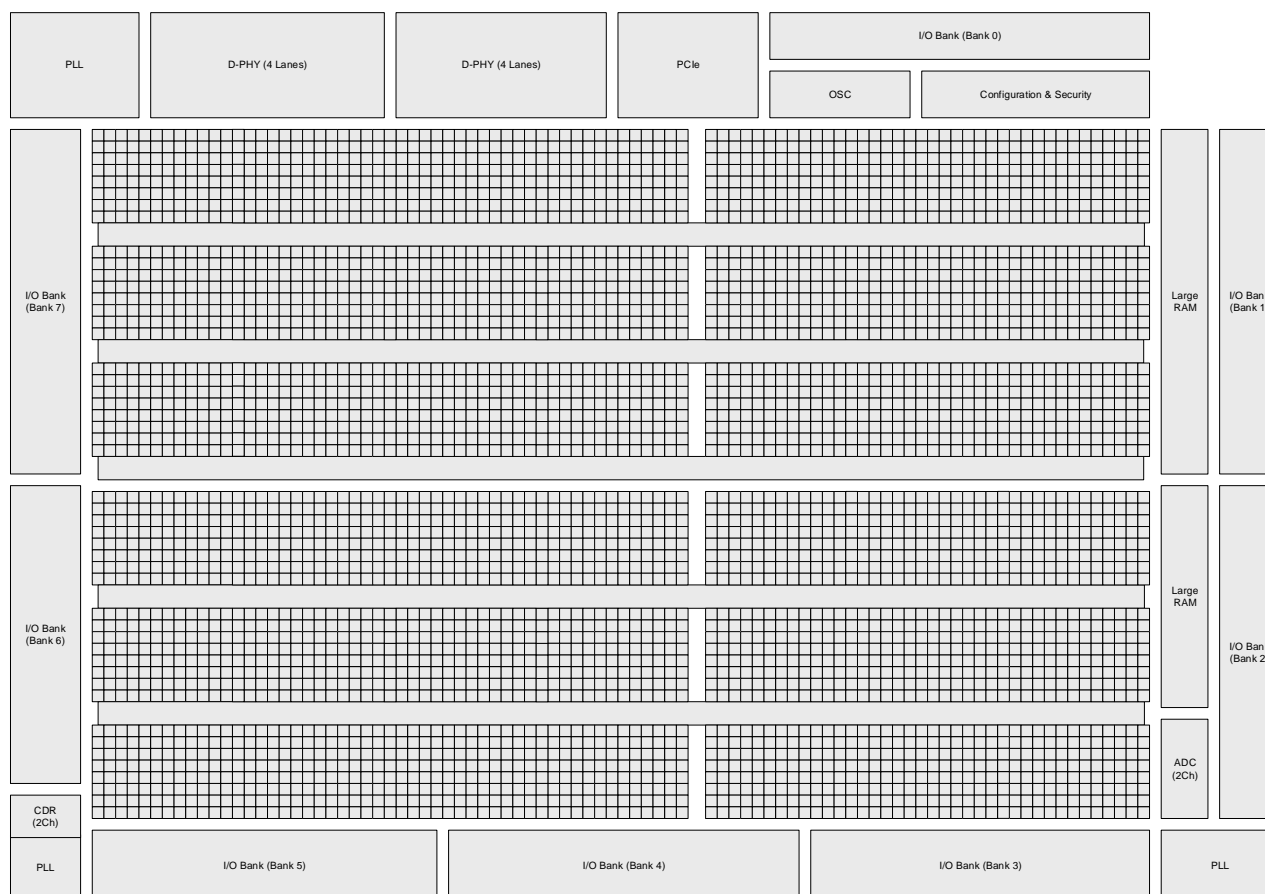 PLL
D-PHY (4 Lanes)
D-PHY (4 Lanes)
PCIe
I/O Bank (Bank 0)
OSC
Configuration & Security
I/O Bank
(Bank 7)
Large
RAM
I/O Ban
(Bank 1
I/O Bank
(Bank 6)
Large
RAM
I/O Ban
(Bank 2
ADC
(2Ch)
CDR
(2Ch)
PLL
I/O Bank (Bank 5)
I/O Bank (Bank 4)
I/O Bank (Bank 3)
PLL